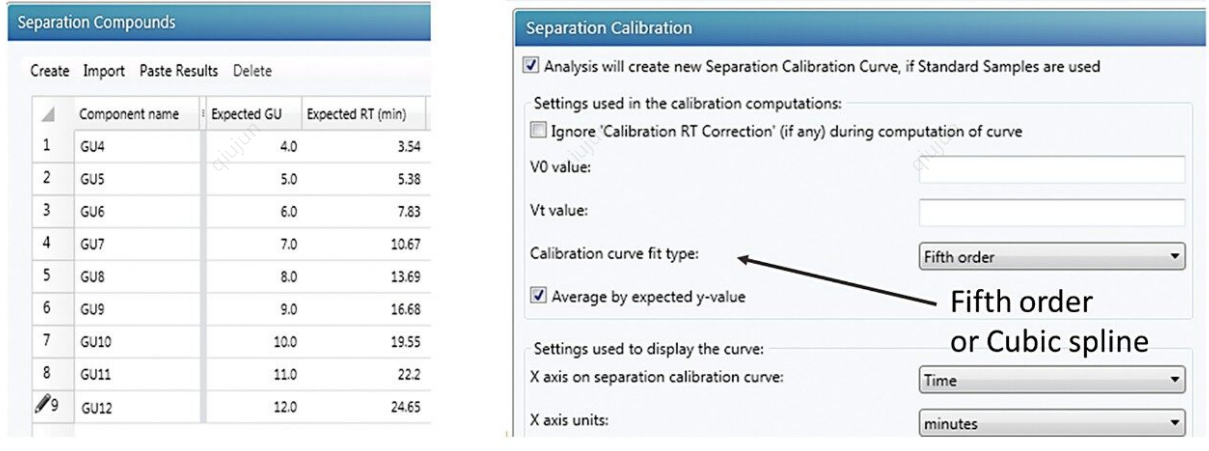 Separation Compounds
Create Import Paste Results Delete
Component name Expected GU Expected RT (min)
1 GU4 4.0 3.54
2 GU5 5.0 5.38
3 GU6 6.0 7.83
4 GU7 7.0 10.67
5 GU8 8.0 13.69
6 GU9 9.0 16.68
7 GU10 10.0 19.55
8 GU11 11.0 22.2
9 GU12 12.0 24.65
qiujun
Separation Calibration
Analysis will create new Separation Calibration Curve, if Standard Samples are used
Settings used in the calibration computations:
Ignore 'Calibration RT Correction' (if any) during computation of curve
V0 value:
Vt value:
Calibration curve fit type: Fifth order
Average by expected y-value
Fifth order
or Cubic spline
Settings used to display the curve:
X axis on separation calibration curve: Time
X axis units: minutes
qiujun
qiujun